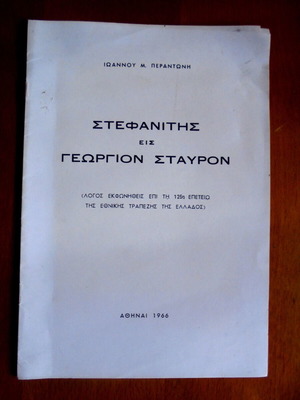 ΙΩΑΝΝΟΥ Μ. ΠΕΡΑΝΤΩΝΗ
ΣΤΕΦΑΝΙΤΗΣ
ΕΙΣ
ΓΕΩΡΓΙΟΝ ΣΤΑΥΡΟΝ
(ΛΟΓΟΣ ΕΚΦΩΝΗΘΕΙΣ ΕΠΙ ΤΗ 125η ΕΠΕΤΕΙΩ
ΤΗΣ ΕΘΝΙΚΗΣ ΤΡΑΠΕΖΗΣ ΤΗΣ ΕΛΛΑΔΟΣ)
ΑΘΗΝΑΙ 1966